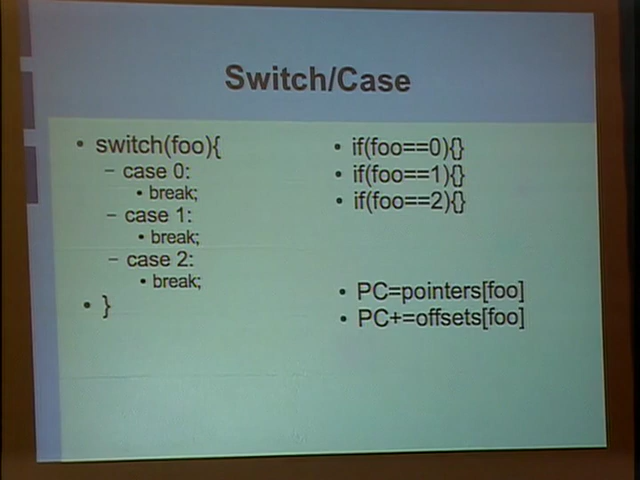 Switch/Case
• switch(foo){
– case 0:
• break;
– case 1:
• break;
– case 2:
• break;
• }
• if(foo==0){}
• if(foo==1){}
• if(foo==2){}
• PC=pointers[foo]
• PC+=offsets[foo]